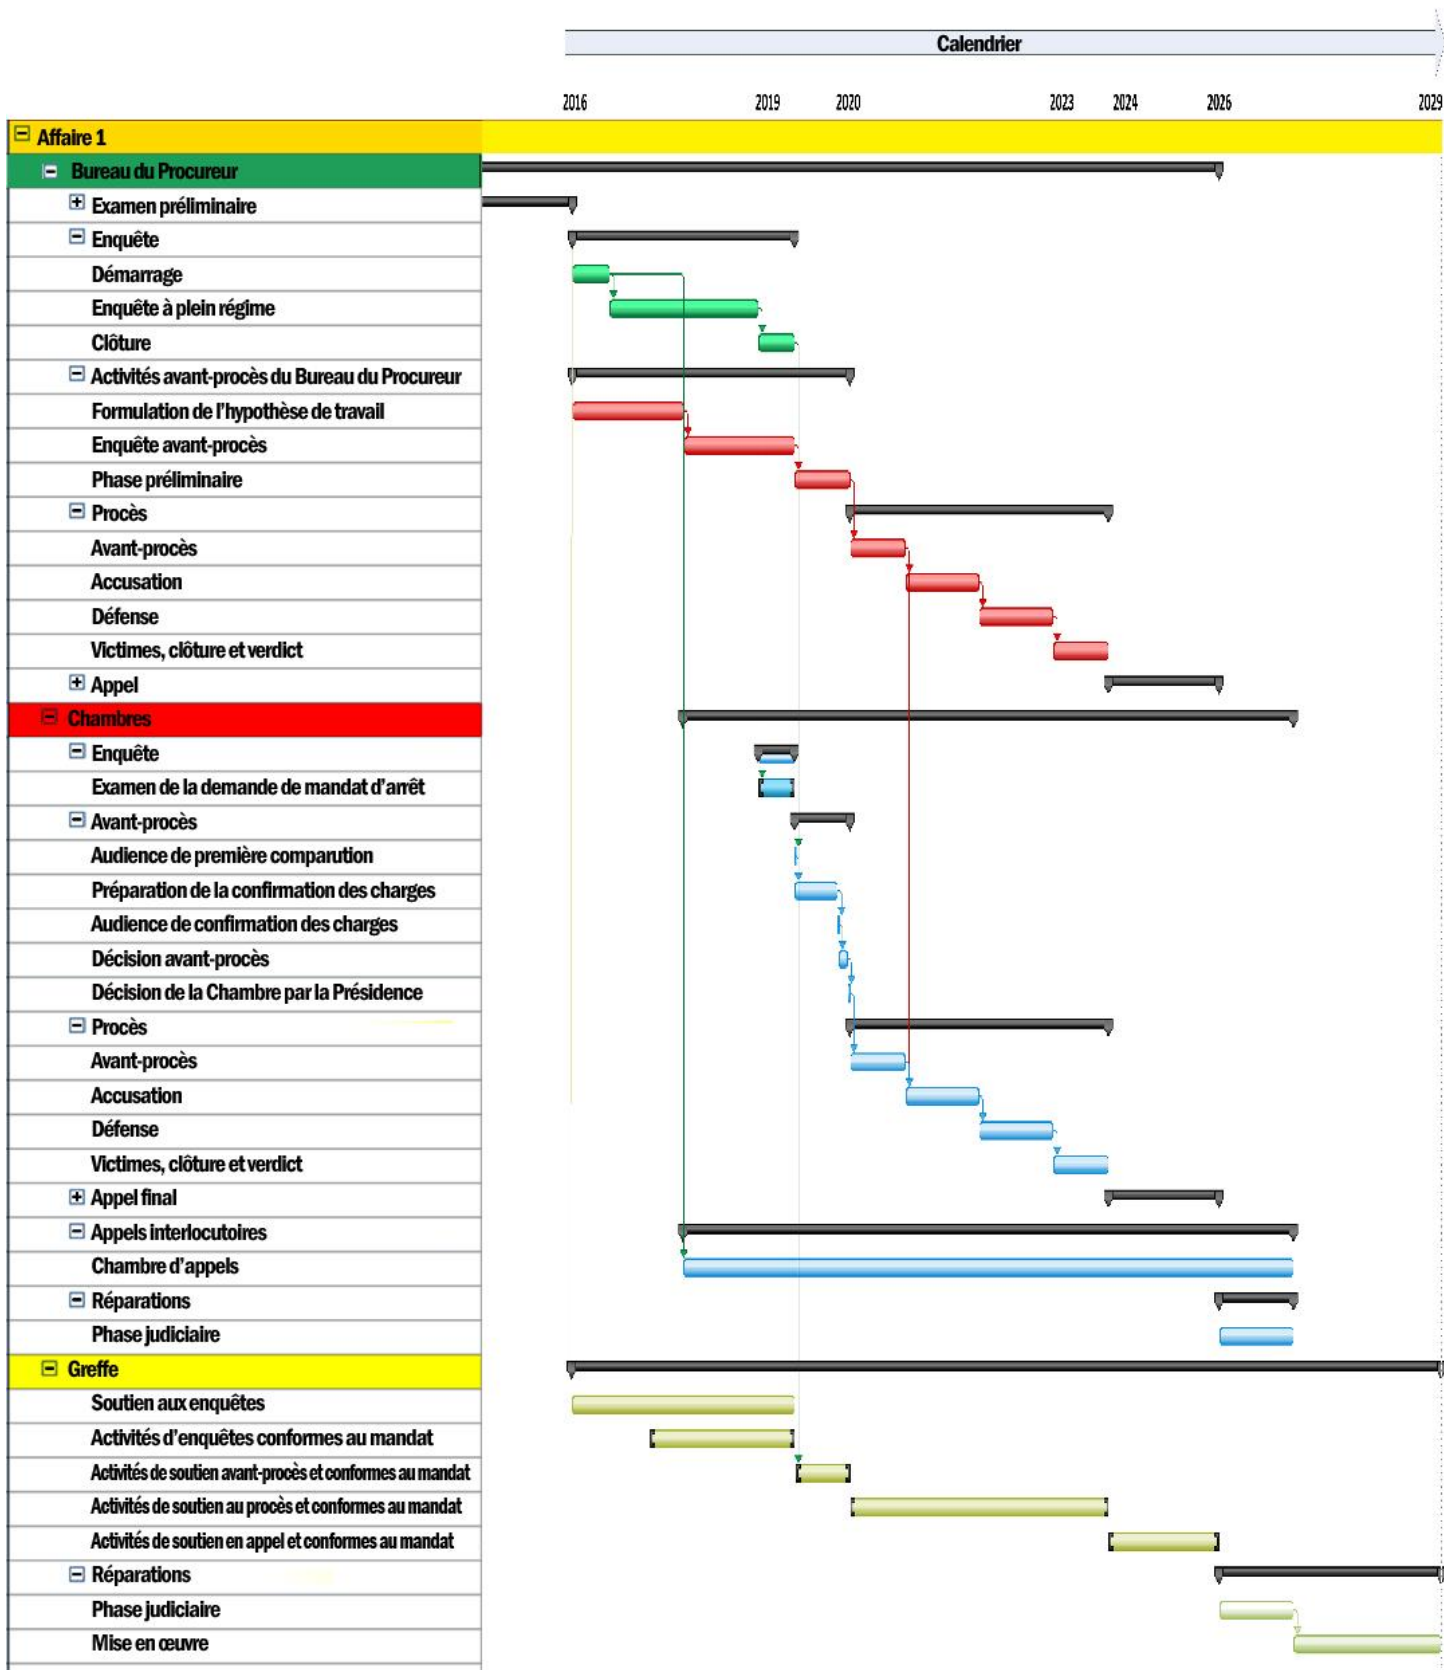 Calendrier
2016 2019 2020 2023 2024 2026 2029
Affaire 1
Bureau du Procureur
Examen préliminaire
Enquête
Démarrage
Enquête à plein régime
Clôture
Activités avant-procès du Bureau du Procureur
Formulation de l'hypothèse de travail
Enquête avant-procès
Phase préliminaire
Procès
Avant-procès
Accusation
Défense
Victimes, clôture et verdict
Appel
Chambres
Enquête
Examen de la demande de mandat d'arrêt
Avant-procès
Audience de première comparution
Préparation de la confirmation des charges
Audience de confirmation des charges
Décision avant-procès
Décision de la Chambre par la Présidence
Procès
Avant-procès
Accusation
Défense
Victimes, clôture et verdict
Appel final
Appels interlocutoires
Chambre d'appels
Réparations
Phase judiciaire
Greffe
Soutien aux enquêtes
Activités d'enquêtes conformes au mandat
Activités de soutien avant-procès et conformes au mandat
Activités de soutien au procès et conformes au mandat
Activités de soutien en appel et conformes au mandat
Réparations
Phase judiciaire
Mise en œuvre